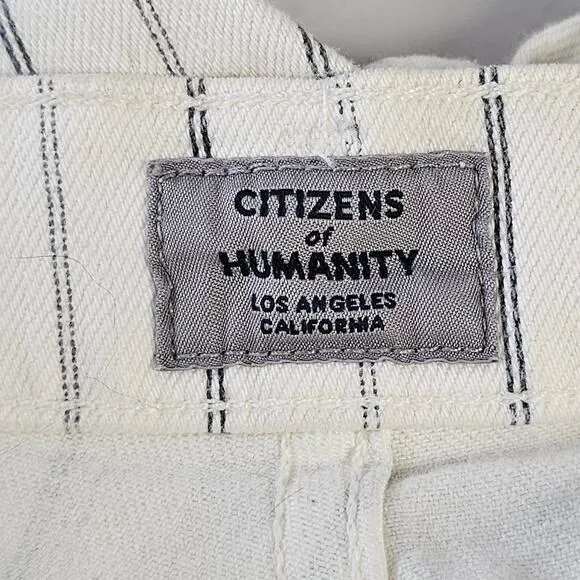 CITIZENS
of
HUMANITY
LOS ANGELES
CALIFORNIA